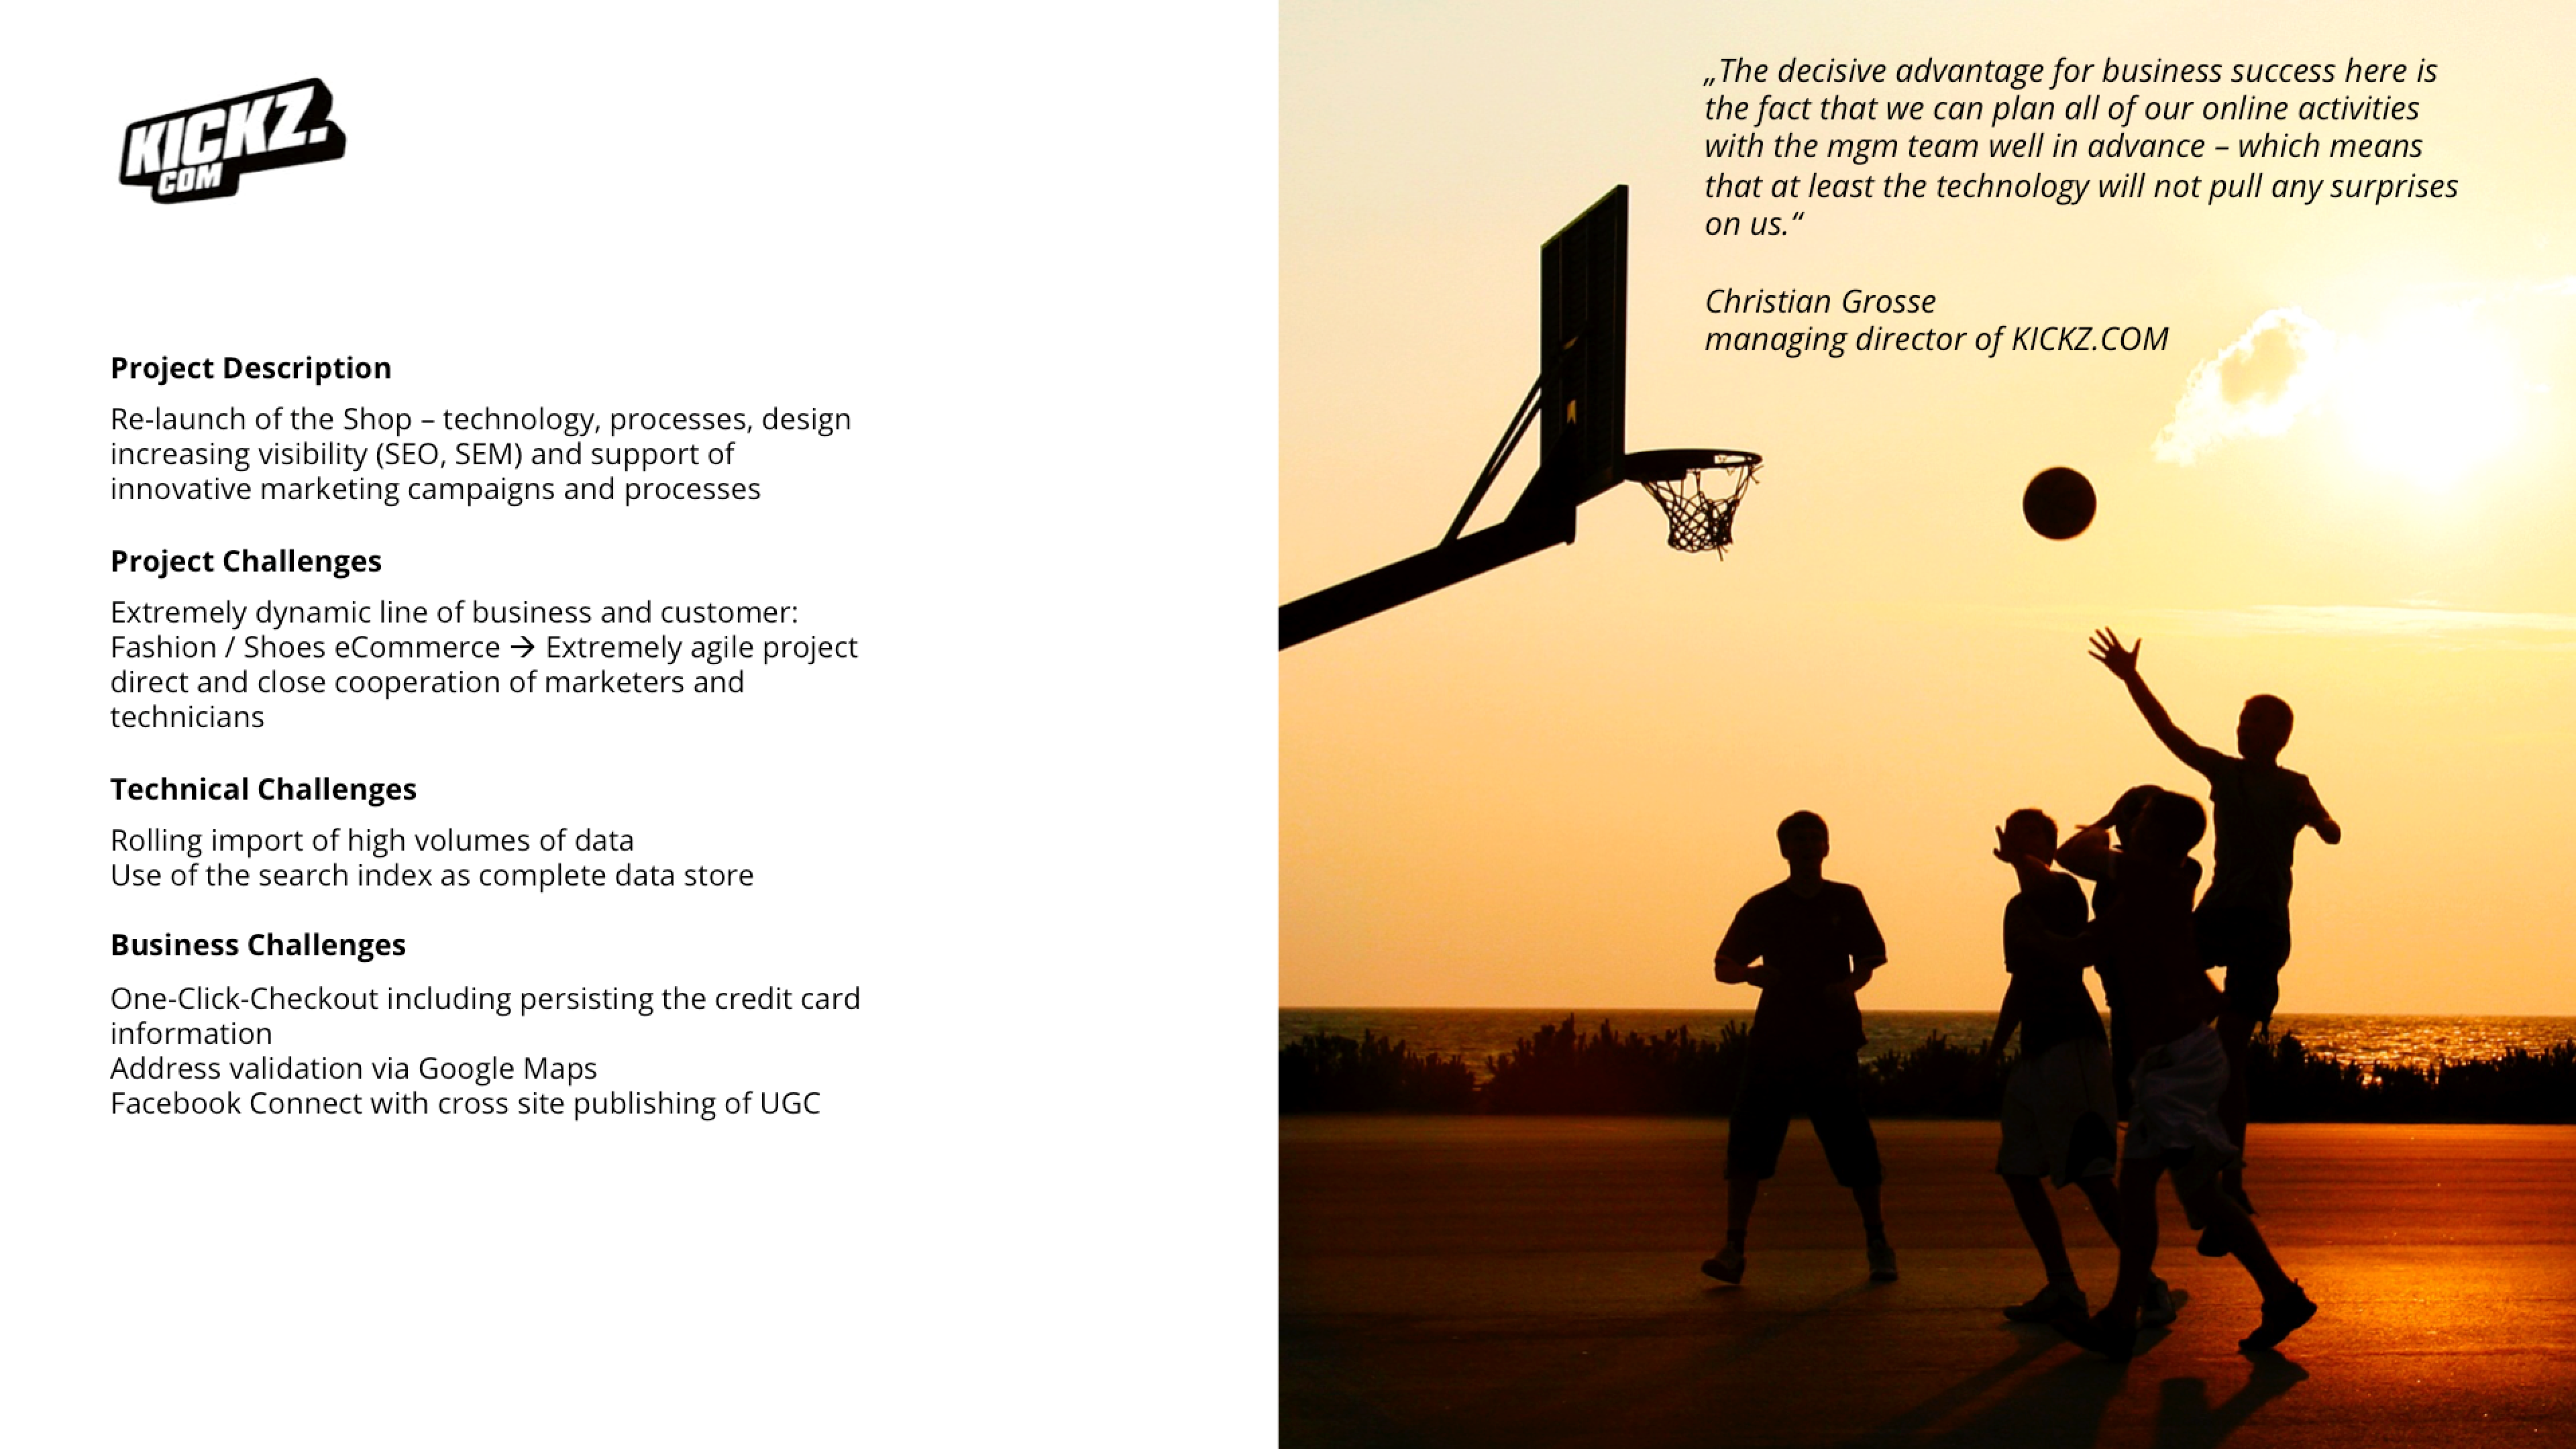 KICKZ.
COM
Project Description
Re-launch of the Shop – technology, processes, design
increasing visibility (SEO, SEM) and support of
innovative marketing campaigns and processes
Project Challenges
Extremely dynamic line of business and customer:
Fashion / Shoes eCommerce → Extremely agile project
direct and close cooperation of marketers and
technicians
Technical Challenges
Rolling import of high volumes of data
Use of the search index as complete data store
Business Challenges
One-Click-Checkout including persisting the credit card
information
Address validation via Google Maps
Facebook Connect with cross site publishing of UGC
„The decisive advantage for business success here is
the fact that we can plan all of our online activities
with the mgm team well in advance – which means
that at least the technology will not pull any surprises
on us.“
Christian Grosse
managing director of KICKZ.COM